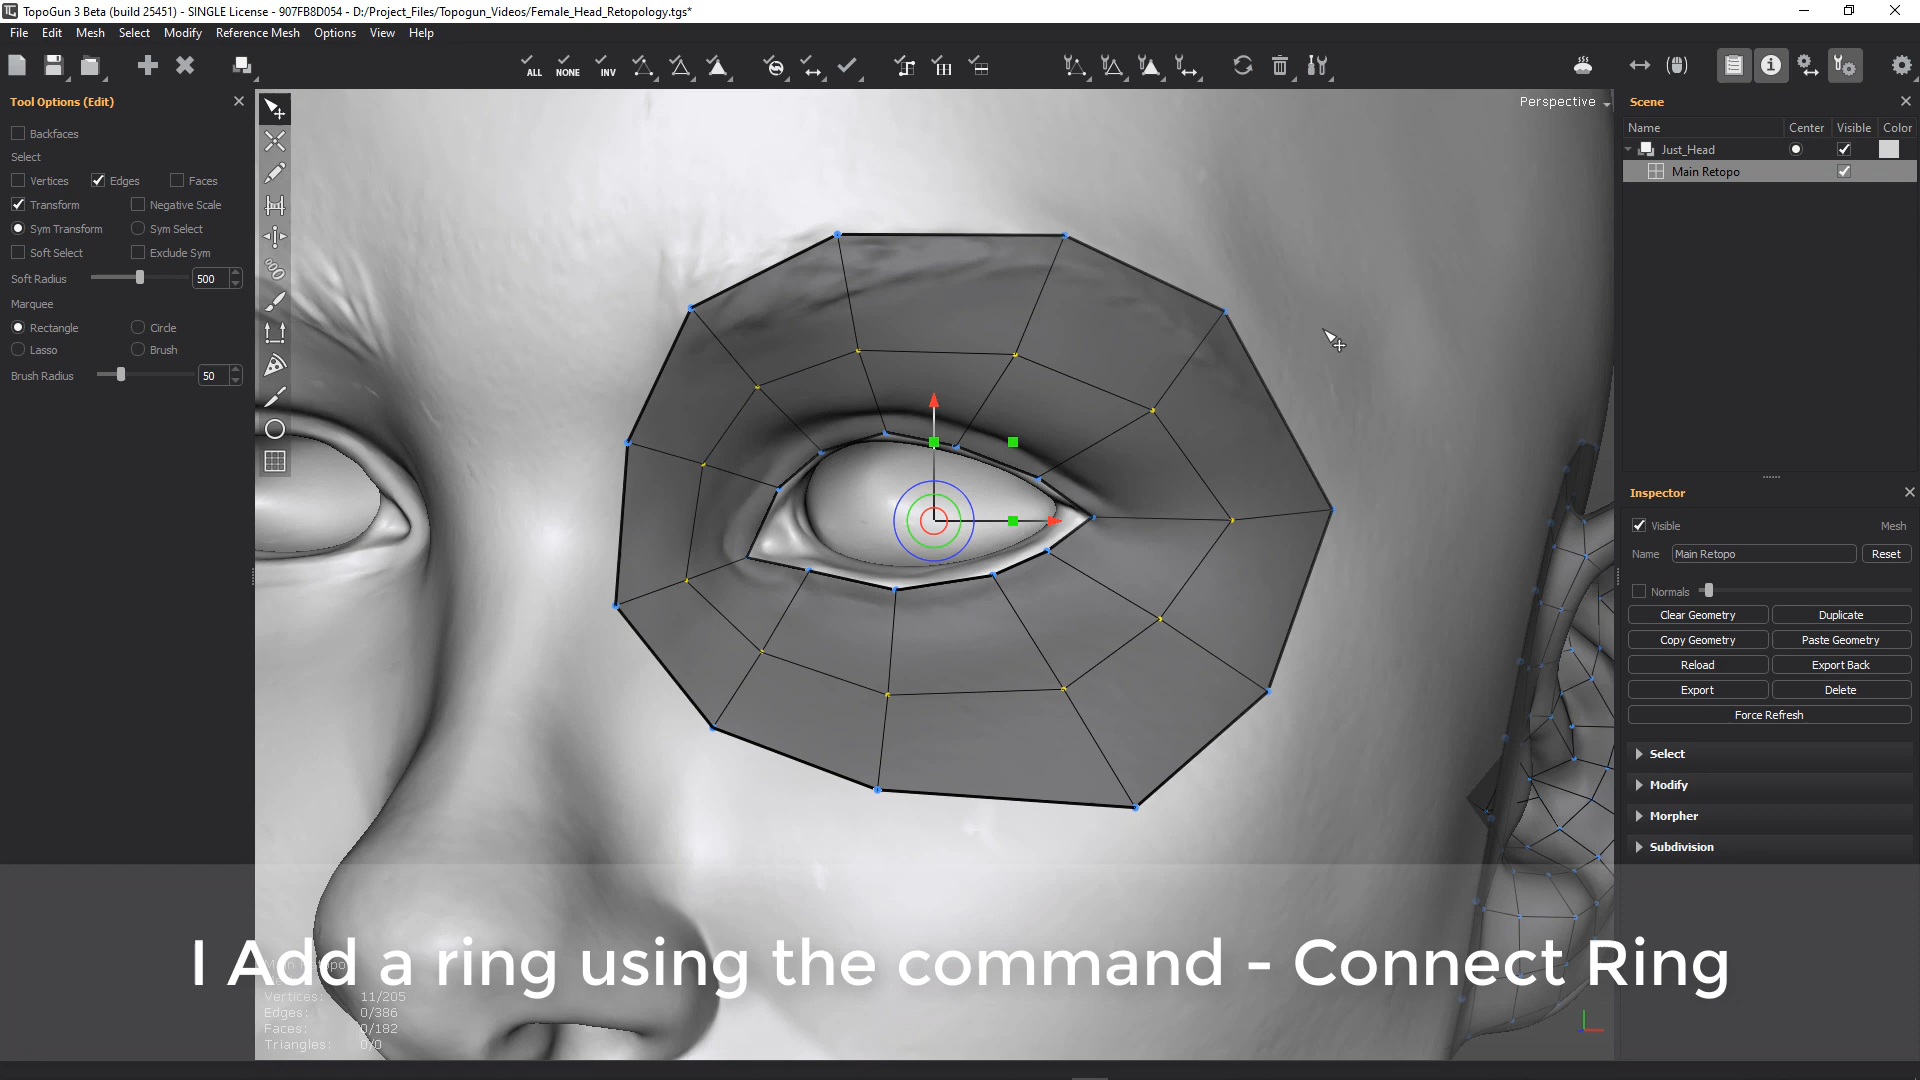 TopoGun 3 Beta (build 25451) - SINGLE License - 907FB8D054 - D:/Project_Files/Topogun_Videos/Female_Head_Retopology.tgs*
File Edit Mesh Select Modify Reference Mesh Options View Help
ALL NONE INV
Tool Options (Edit)
Backfaces
Select
Vertices Edges Faces
Transform Negative Scale
Sym Transform Sym Select
Soft Select Exclude Sym
Soft Radius 500
Marquee
Rectangle Circle
Lasso Brush
Brush Radius 50
Perspective
Scene
Name Center Visible Color
Just_Head
Main Retopo
Inspector
Visible Mesh
Name Main Retopo Reset
Normals
Clear Geometry Duplicate
Copy Geometry Paste Geometry
Reload Export Back
Export Delete
Force Refresh
Select
Modify
Morpher
Subdivision
I Add a ring using the command - Connect Ring
Vertices: 11/205
Edges: 0/386
Faces: 0/182
Triangles: 0/0